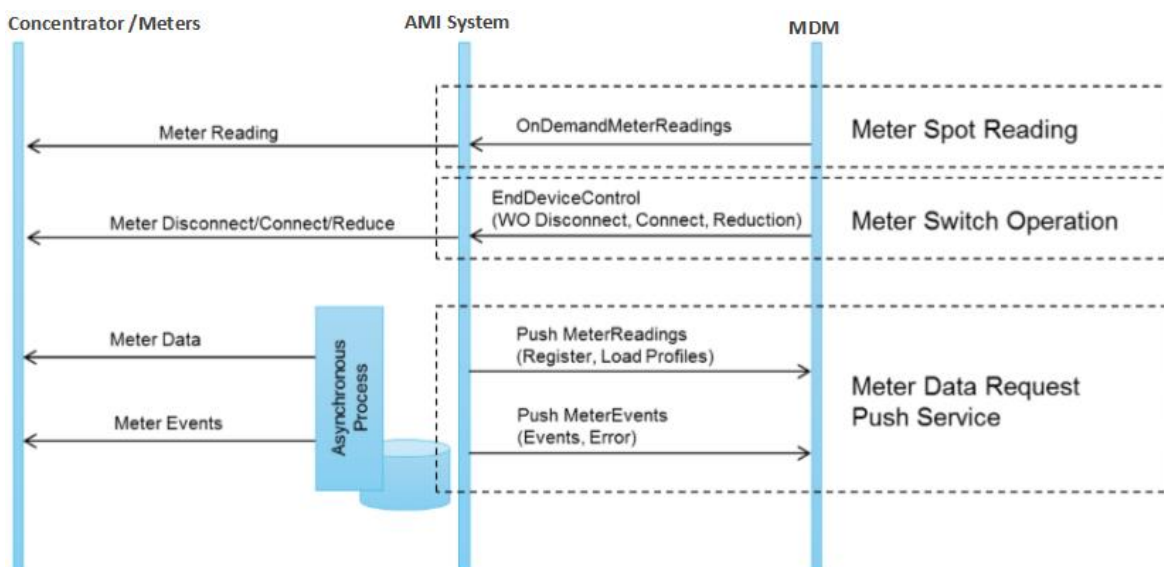 Concentrator /Meters
AMI System
MDM
Meter Reading
OnDemandMeterReadings
Meter Spot Reading
Meter Disconnect/Connect/Reduce
EndDeviceControl
(WO Disconnect, Connect, Reduction)
Meter Switch Operation
Meter Data
Meter Events
Asynchronous
Process
Push MeterReadings
(Register, Load Profiles)
Push MeterEvents
(Events, Error)
Meter Data Request
Push Service